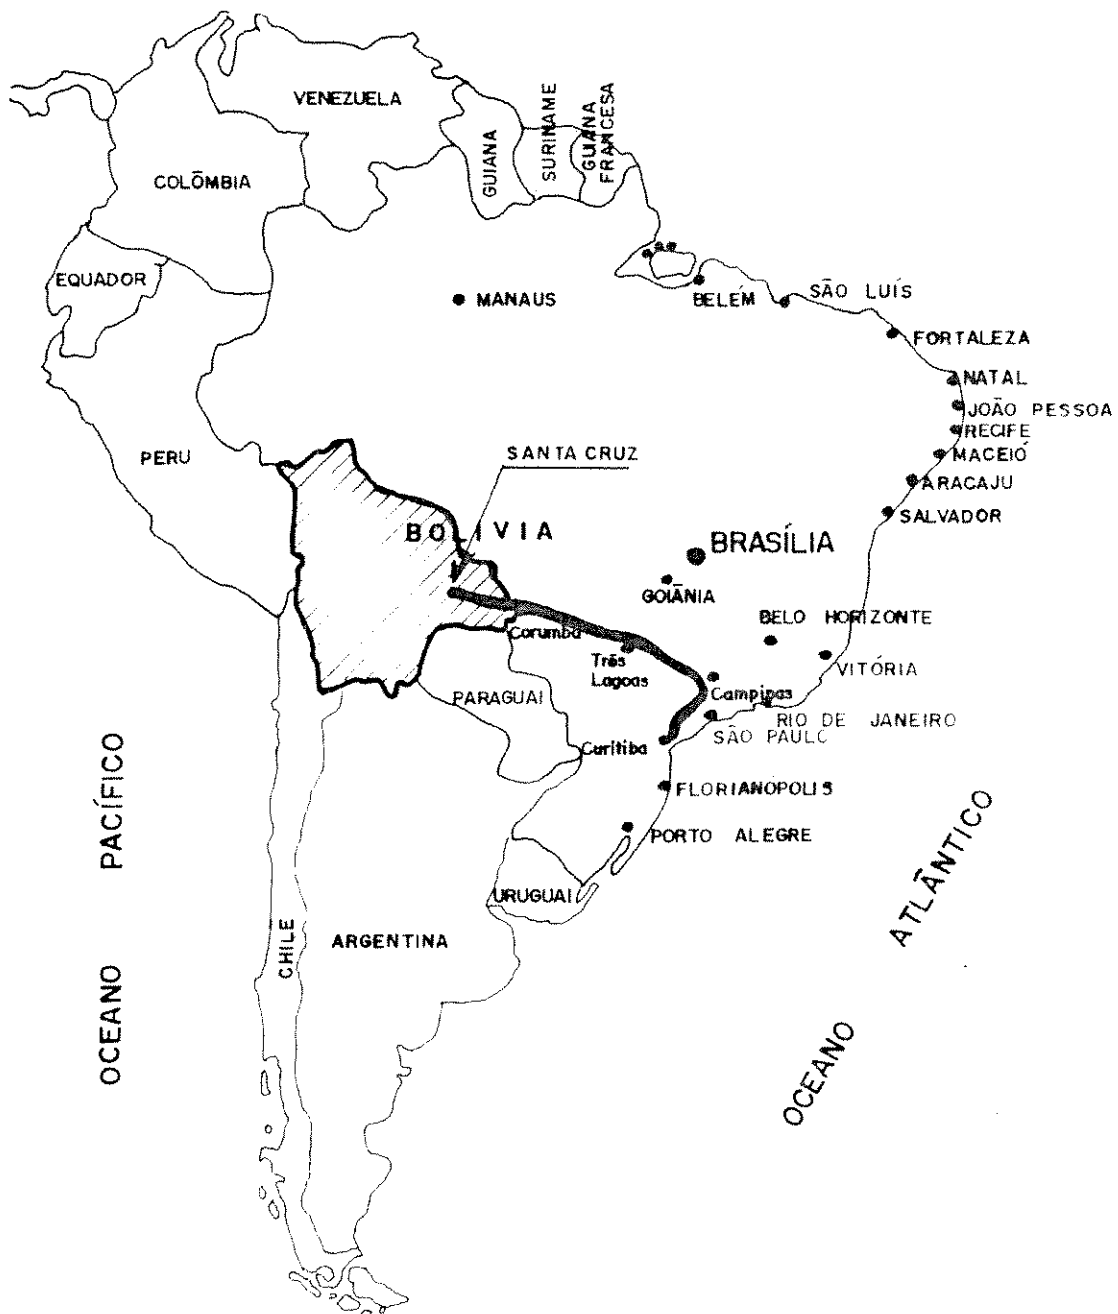 VENEZUELA
GUIANA
SURINAME
GUIANA
FRANCESA
COLÔMBIA
EQUADOR
MANAUS
BELÉM
SÃO LUÍS
FORTALEZA
NATAL
JOÃO PESSOA
RECIFE
MACEIÓ
ARACAJU
SALVADOR
PERU
SANTA CRUZ
BOLIVIA
BRASÍLIA
GOIÂNIA
BELO HORIZONTE
VITÓRIA
Corumbá
Três
Lagoas
Campinas
PARAGUAI
RIO DE JANEIRO
SÃO PAULO
Curitiba
FLORIANÓPOLIS
PORTO ALEGRE
URUGUAI
ARGENTINA
CHILE
OCEANO PACÍFICO
OCEANO ATLÂNTICO